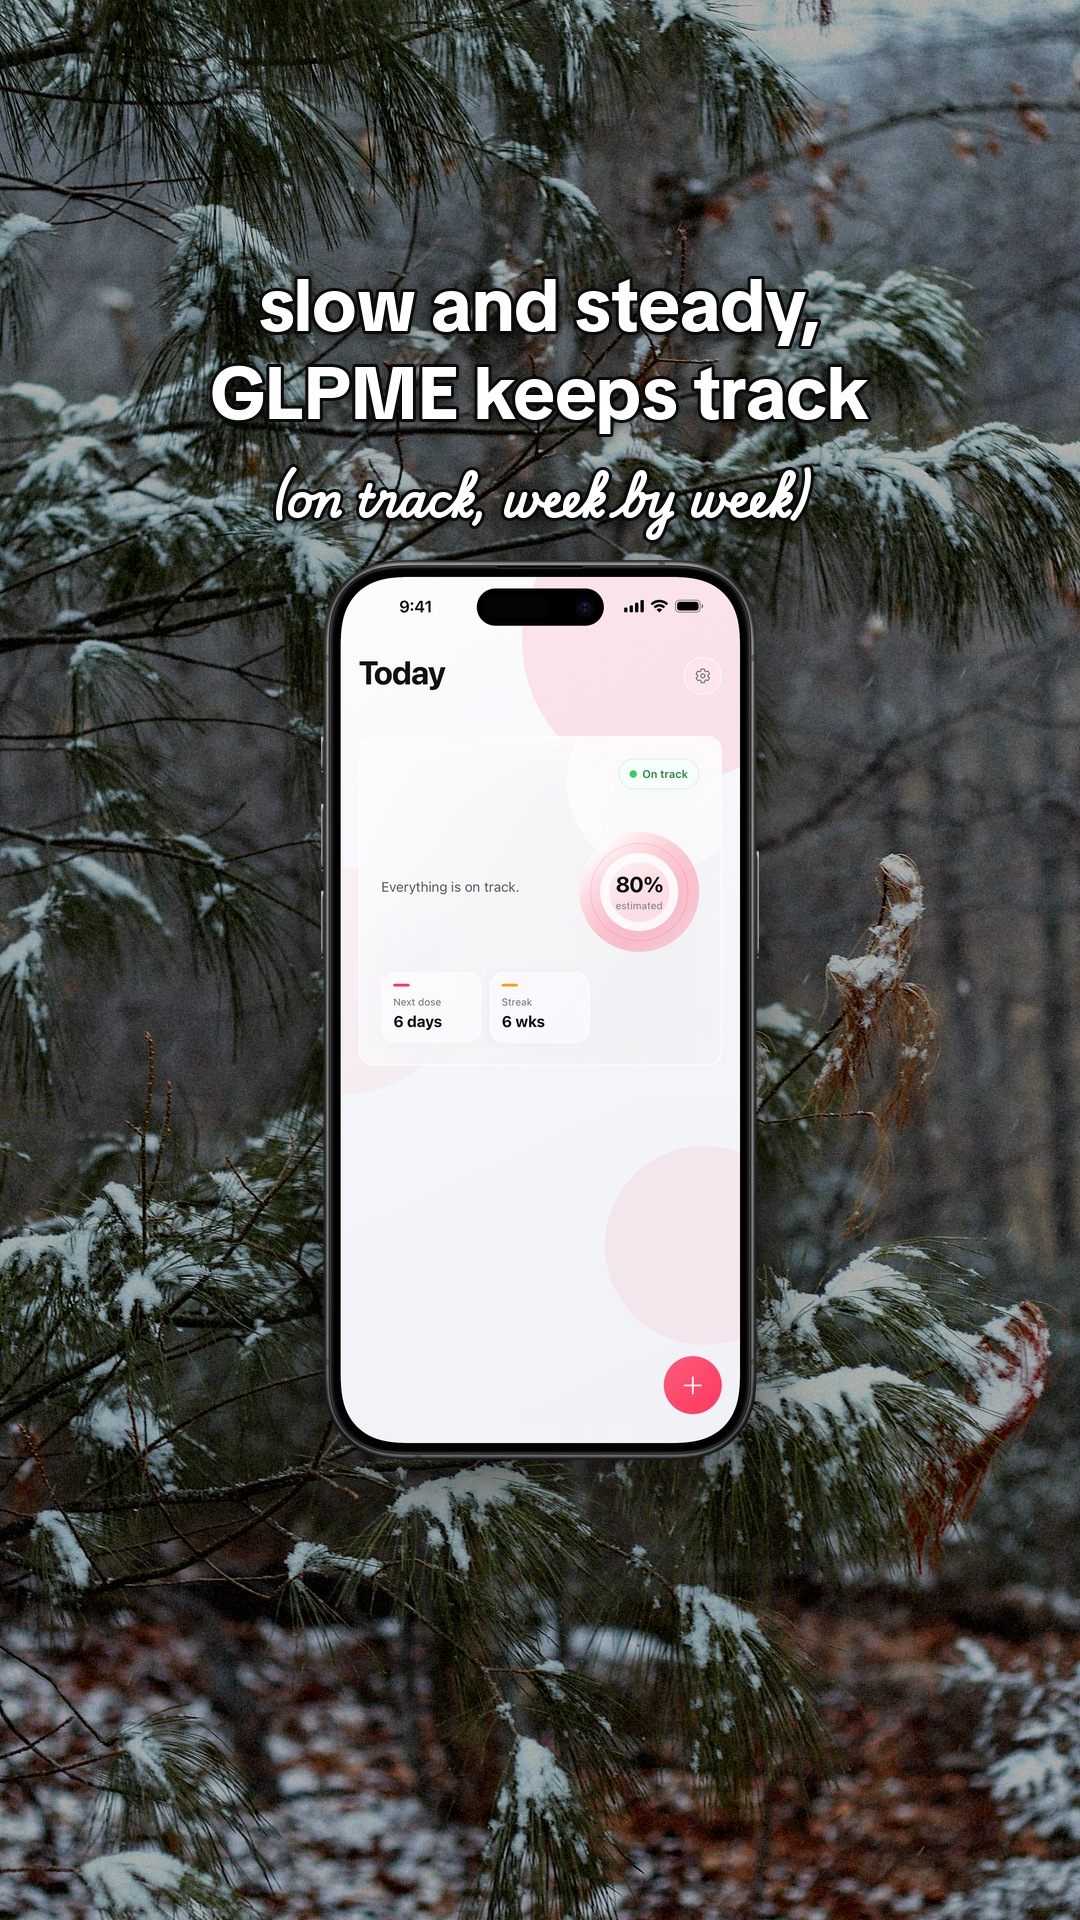 slow and steady,
GLPME keeps track
(on track, week by week)
9:41
Today
On track
Everything is on track.
80%
estimated
Next dose
6 days
Streak
6 wks